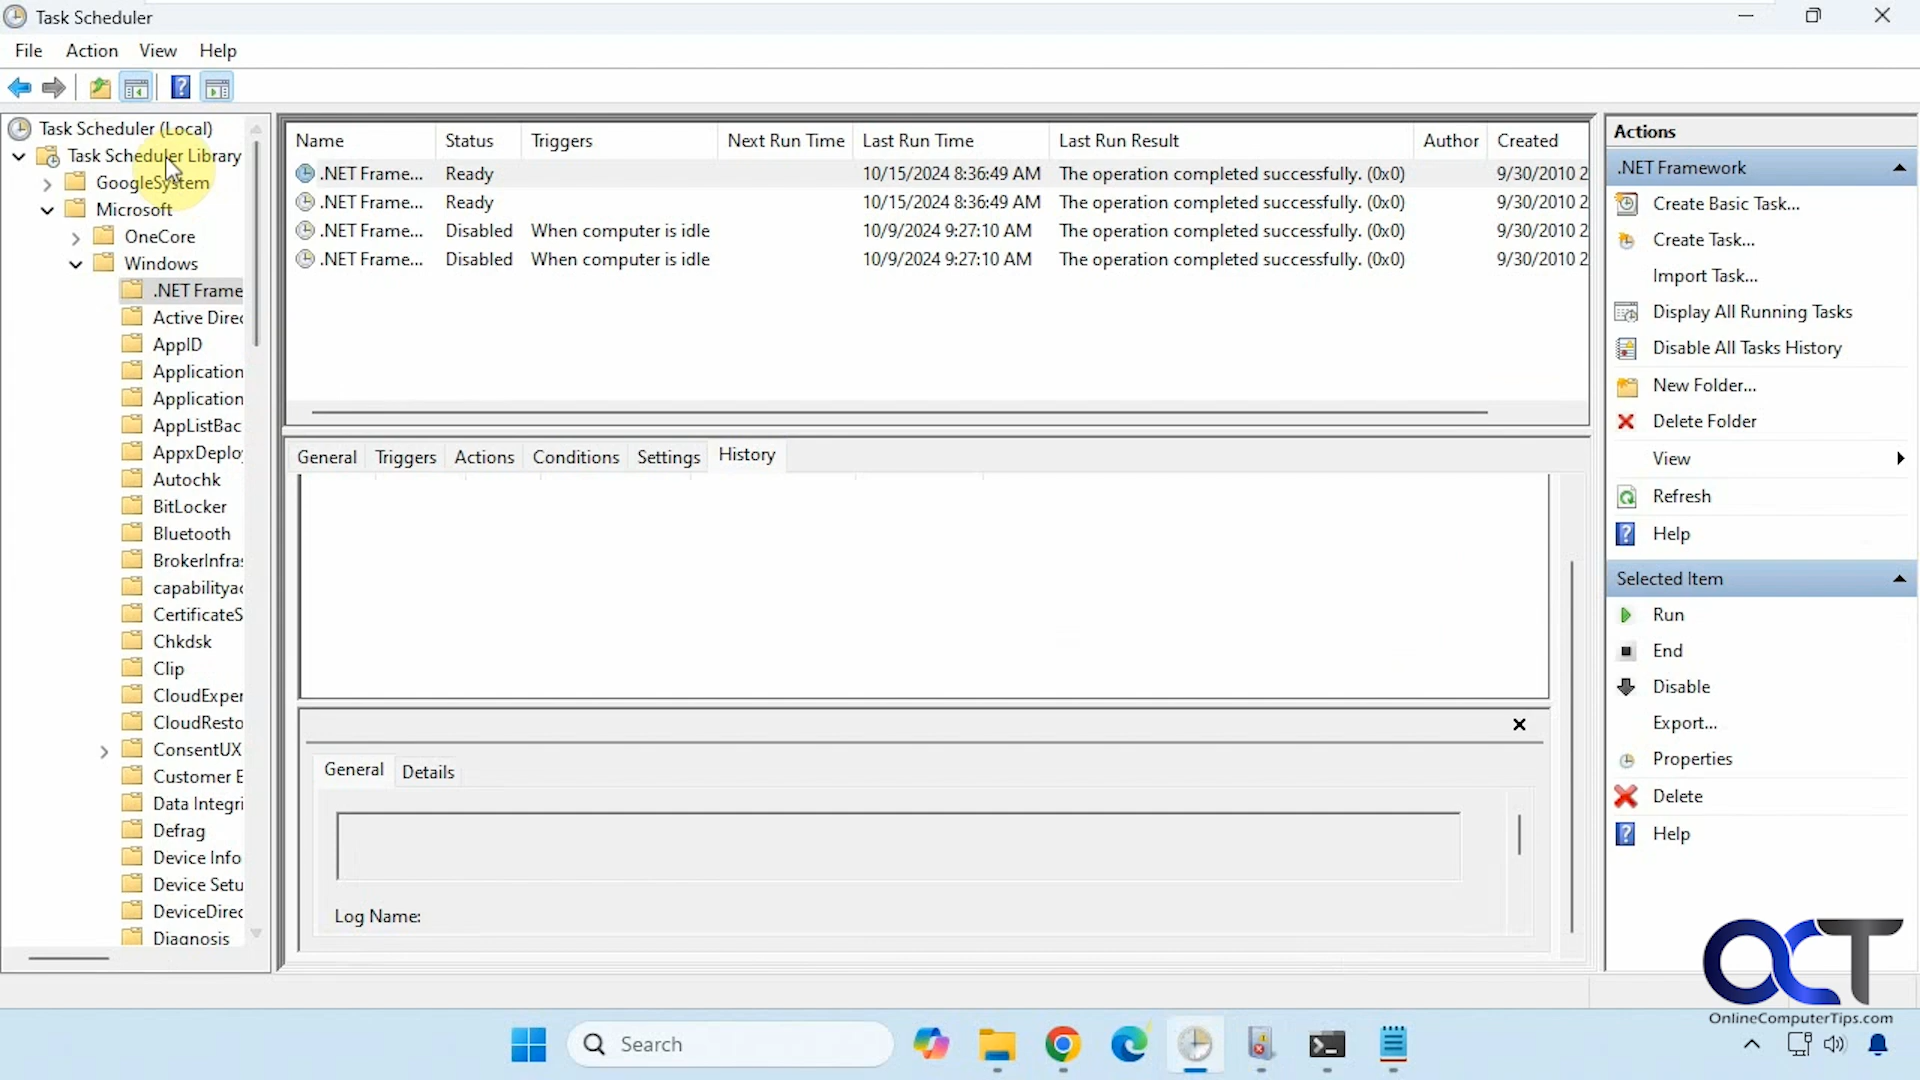 Task Scheduler
File Action View Help
Task Scheduler (Local)
Task Scheduler Library
GoogleSystem
Microsoft
OneCore
Windows
.NET Frame
Active Direc
AppID
Application
Application
AppListBac
AppxDeplo
Autochk
BitLocker
Bluetooth
BrokerInfras
capabilityac
CertificateS
Chkdsk
Clip
CloudExper
CloudResto
ConsentUX
Customer E
Data Integri
Defrag
Device Info
Device Setu
DeviceDirec
Diagnosis
Name Status Triggers Next Run Time Last Run Time Last Run Result Author Created
.NET Frame... Ready 10/15/2024 8:36:49 AM The operation completed successfully. (0x0) 9/30/2010 2
.NET Frame... Ready 10/15/2024 8:36:49 AM The operation completed successfully. (0x0) 9/30/2010 2
.NET Frame... Disabled When computer is idle 10/9/2024 9:27:10 AM The operation completed successfully. (0x0) 9/30/2010 2
.NET Frame... Disabled When computer is idle 10/9/2024 9:27:10 AM The operation completed successfully. (0x0) 9/30/2010 2
General Triggers Actions Conditions Settings History
General Details
Log Name:
Actions
.NET Framework
Create Basic Task...
Create Task...
Import Task...
Display All Running Tasks
Disable All Tasks History
New Folder...
Delete Folder
View
Refresh
Help
Selected Item
Run
End
Disable
Export...
Properties
Delete
Help
OCT
OnlineComputerTips.com
Search